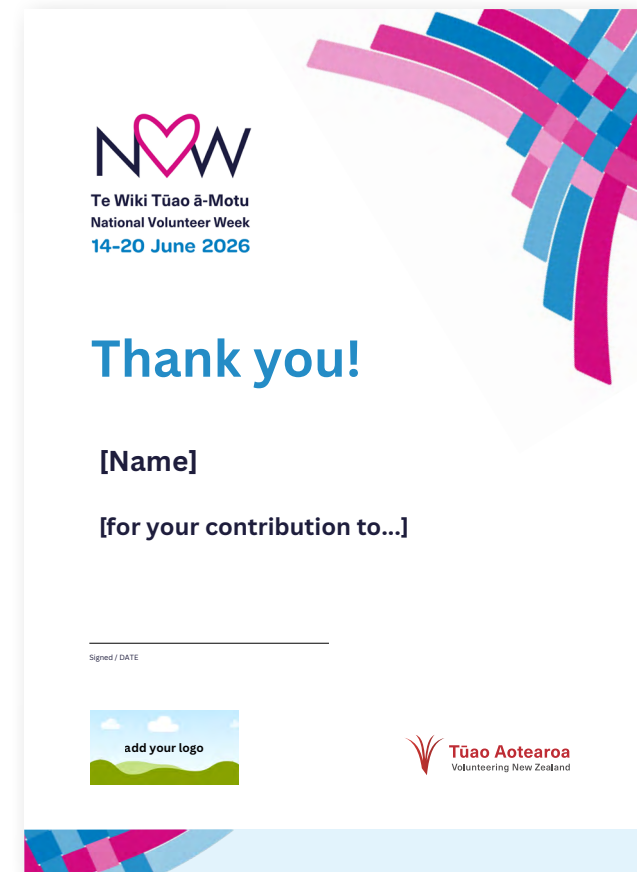 NOW
Te Wiki Tūao ā-Motu
National Volunteer Week
14-20 June 2026
Thank you!
[Name]
[for your contribution to...]
Signed / DATE
add your logo
Tūao Aotearoa
Volunteering New Zealand